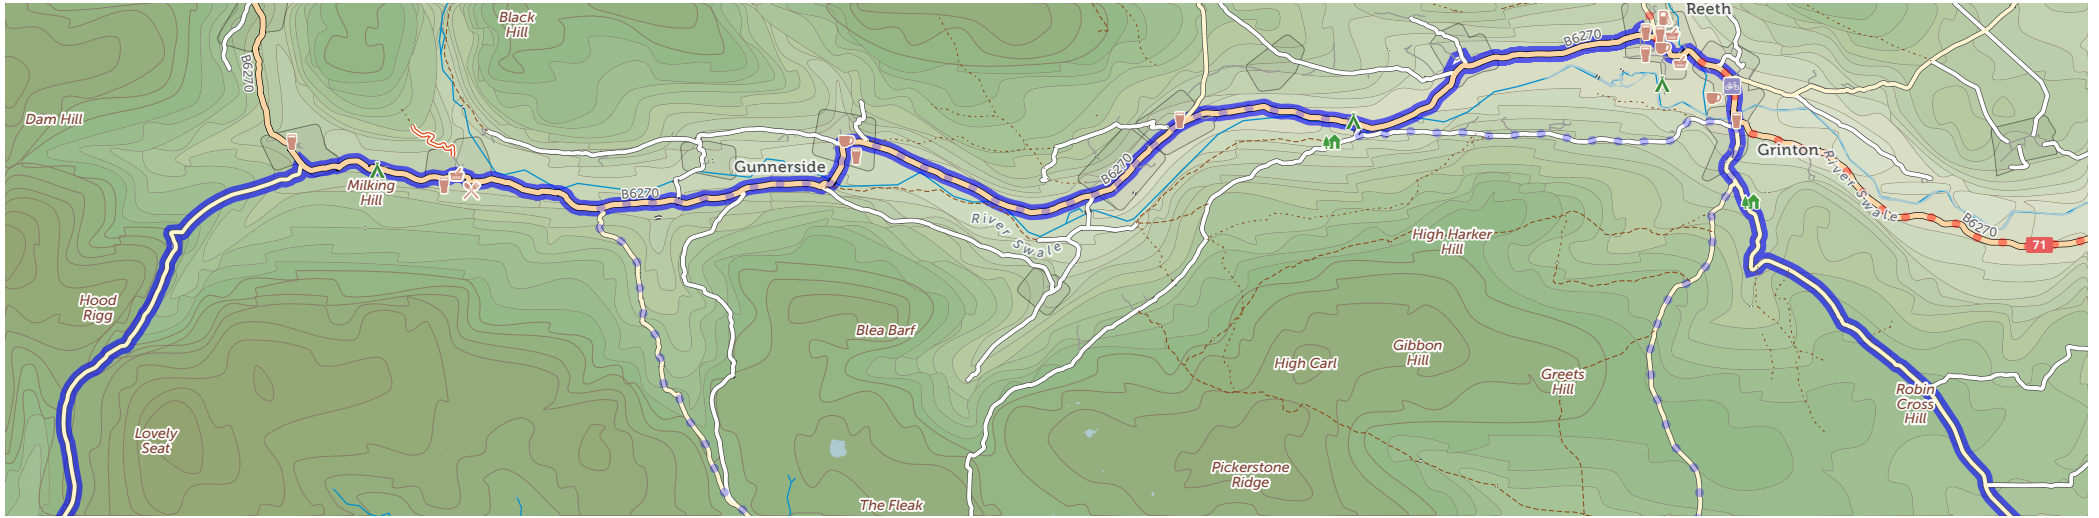 Black
Hill
Reeth
B6270
B6270
Dam Hill
Gunnerside
Grinton
B6270
Milking
Hill
B6270
River Swale
River Swale
High Harker
Hill
B6270
71
Hood
Rigg
Blea Barf
High Carl
Gibbon
Hill
Greets
Hill
Robin
Cross
Hill
Lovely
Seat
Pickerstone
Ridge
The Fleak